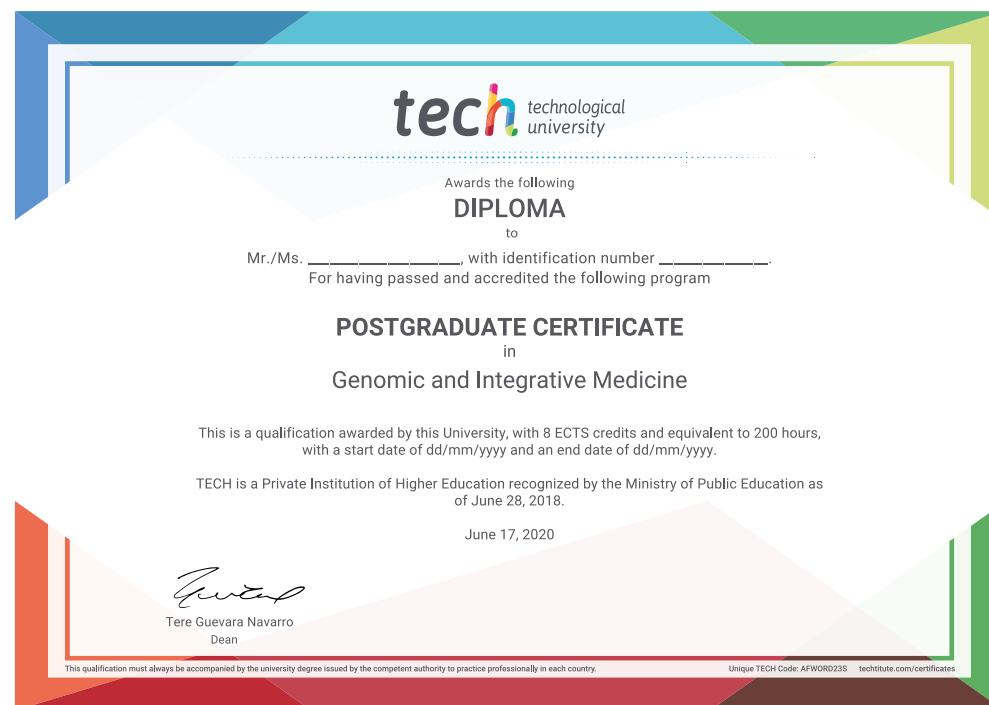 tech technological
university
Awards the following
DIPLOMA
to
Mr./Ms. ____________________, with identification number ______________.
For having passed and accredited the following program
POSTGRADUATE CERTIFICATE
in
Genomic and Integrative Medicine
This is a qualification awarded by this University, with 8 ECTS credits and equivalent to 200 hours,
with a start date of dd/mm/yyyy and an end date of dd/mm/yyyy.
TECH is a Private Institution of Higher Education recognized by the Ministry of Public Education as
of June 28, 2018.
June 17, 2020
Tere Guevara Navarro
Dean
This qualification must always be accompanied by the university degree issued by the competent authority to practice professionally in each country. Unique TECH Code: AFWORD23S techtitute.com/certificates